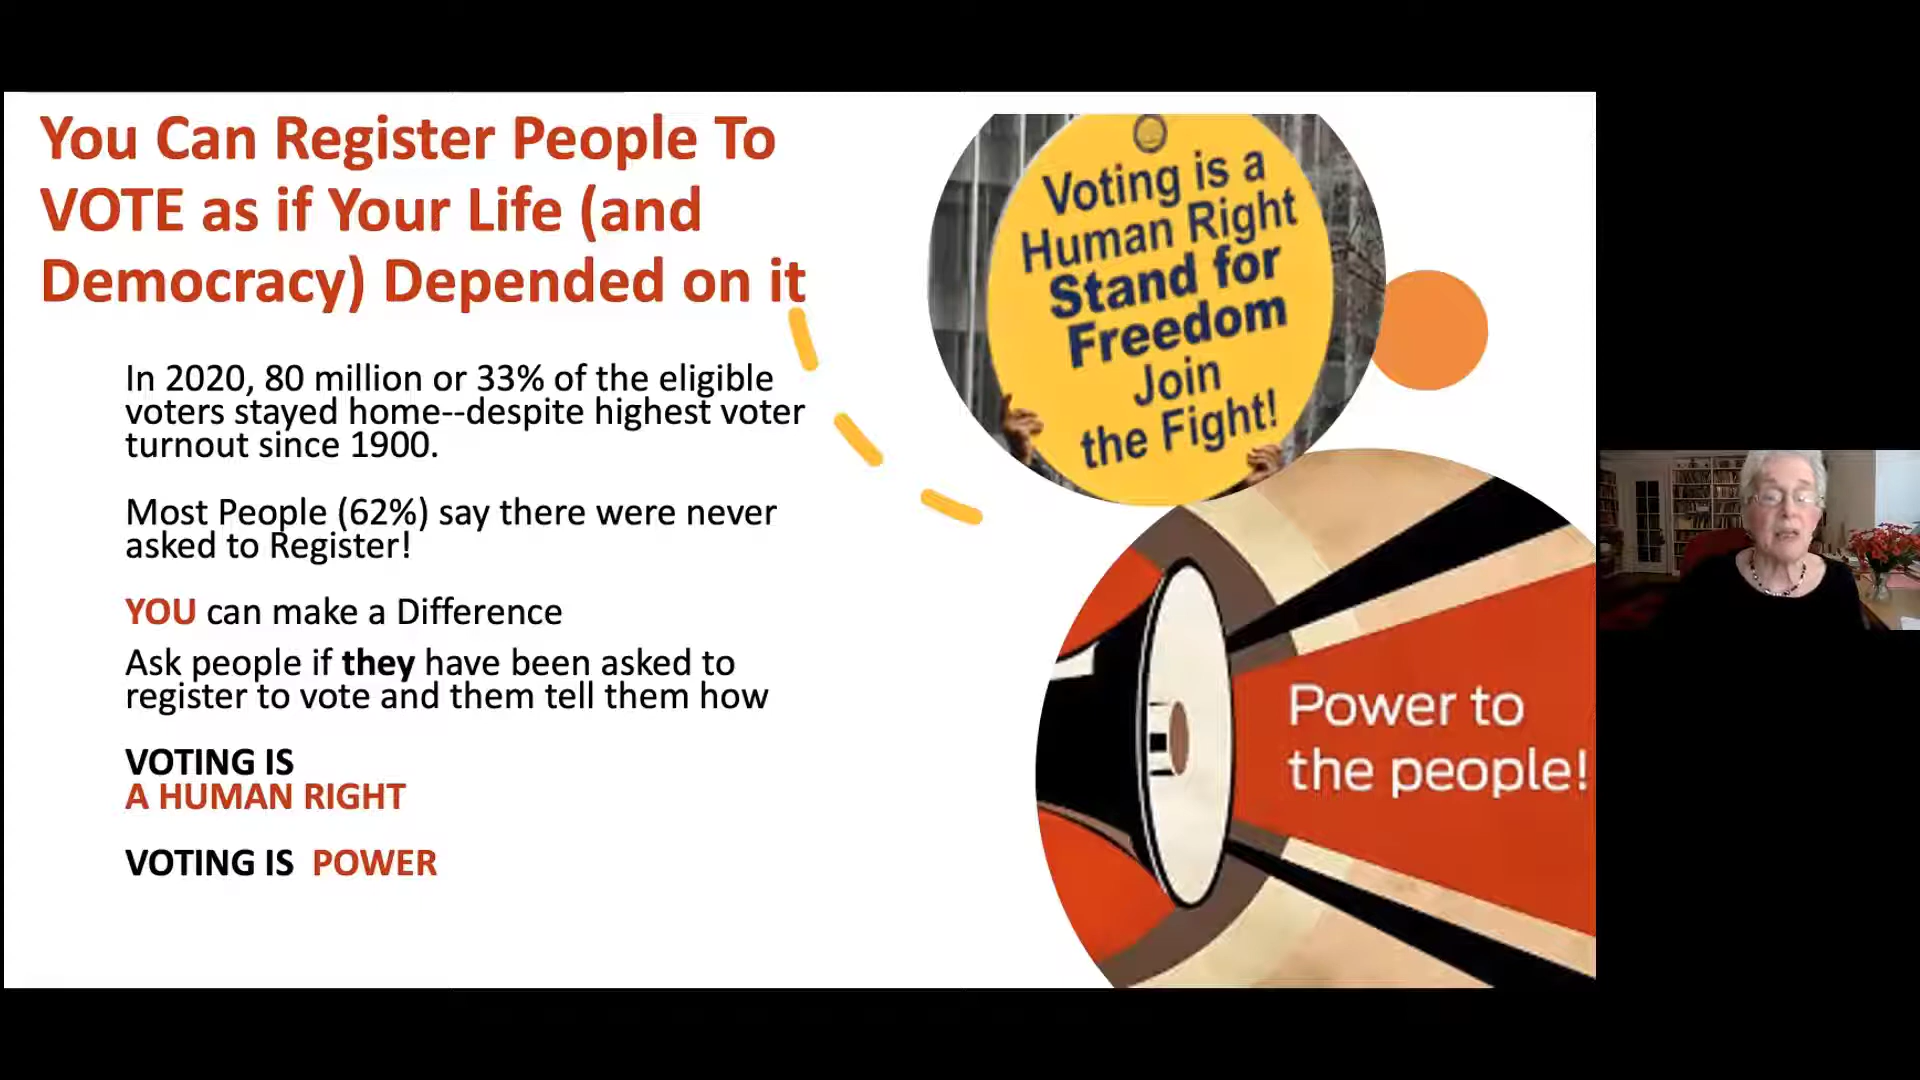 You Can Register People To
VOTE as if Your Life (and
Democracy) Depended on it
In 2020, 80 million or 33% of the eligible
voters stayed home--despite highest voter
turnout since 1900.
Most People (62%) say there were never
asked to Register!
YOU can make a Difference
Ask people if they have been asked to
register to vote and them tell them how
VOTING IS
A HUMAN RIGHT
VOTING IS POWER
Voting is a
Human Right
Stand for
Freedom
Join
the Fight!
Power to
the people!